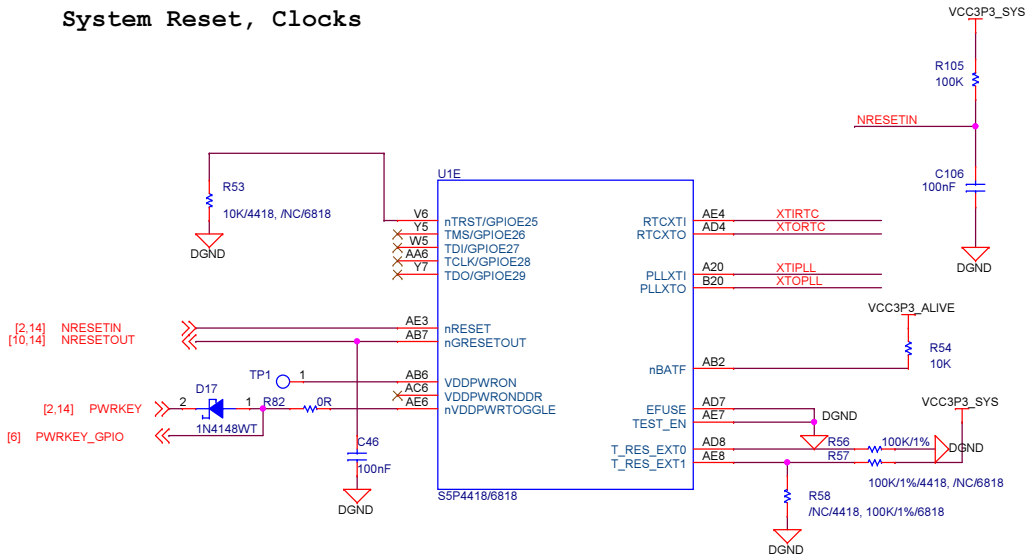 System Reset, Clocks
VCC3P3_SYS
R105
100K
NRESETIN
C106
100nF
DGND
R53
10K/4418, /NC/6818
DGND
U1E
V6 nTRST/GPIOE25
Y5 TMS/GPIOE26
W5 TDI/GPIOE27
AA6 TCLK/GPIOE28
Y7 TDO/GPIOE29
RTCXTI AE4 XTIRTC
RTCXTO AD4 XTORTC
PLLXTI A20 XTIPLL
PLLXTO B20 XTOPLL
VCC3P3_ALIVE
R54
10K
[2,14] NRESETIN AE3 nRESET
[10,14] NRESETOUT AB7 nGRESETOUT
nBATF AB2
TP1 1 AB6 VDDPWRON
AC6 VDDPWRONDDR
D17
[2,14] PWRKEY 2 1 R82 0R AE6 nVDDPWRTOGGLE
1N4148WT
[6] PWRKEY_GPIO
EFUSE AD7
TEST_EN AE7 DGND
VCC3P3_SYS
T_RES_EXT0 AD8 R56 100K/1% DGND
T_RES_EXT1 AE8 R57
100K/1%/4418, /NC/6818
C46
100nF
DGND
S5P4418/6818
R58
/NC/4418, 100K/1%/6818
DGND